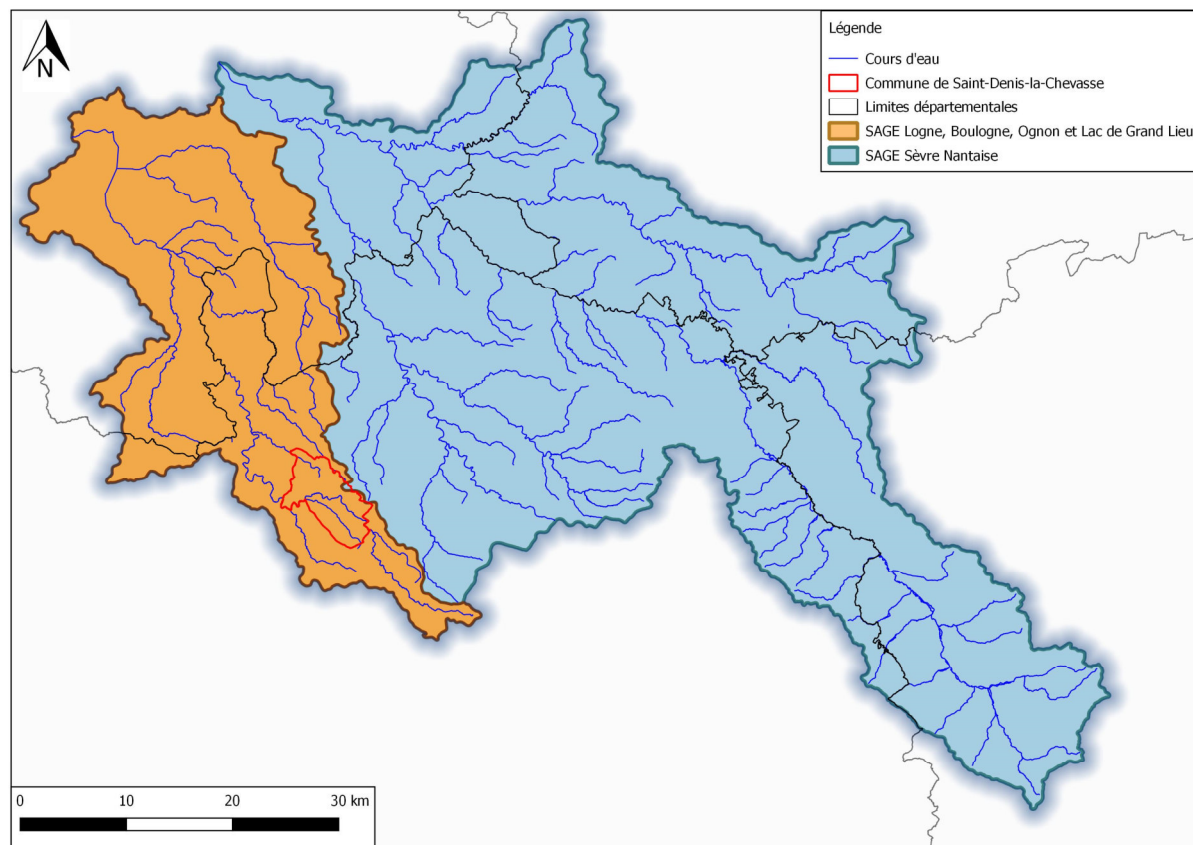 N
Légende
Cours d'eau
Commune de Saint-Denis-la-Chevasse
Limites départementales
SAGE Logne, Boulogne, Ognon et Lac de Grand Lieu
SAGE Sèvre Nantaise
0 10 20 30 km